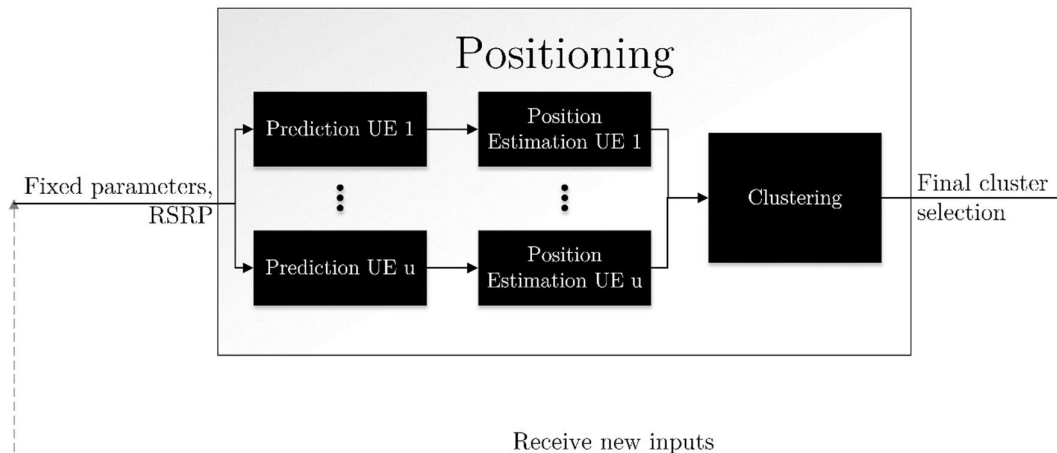 Positioning
Prediction UE 1
Position
Estimation UE 1
Fixed parameters,
RSRP
Clustering
Final cluster
selection
Prediction UE u
Position
Estimation UE u
Receive new inputs